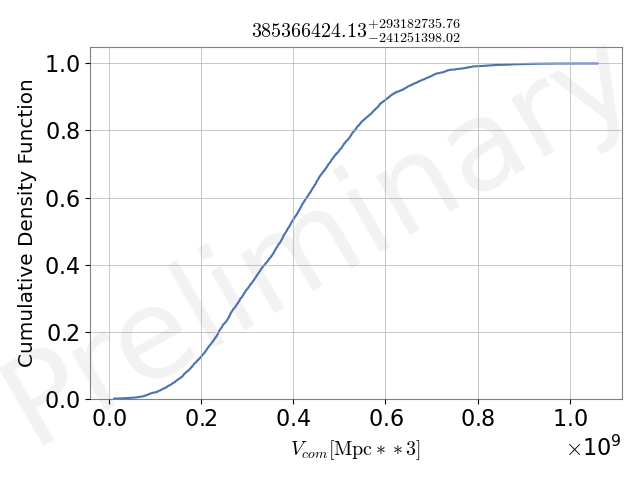 385366424.13+293182735.76
−241251398.02
Cumulative Density Function
1.0
0.8
0.6
0.4
0.2
0.0
0.0 0.2 0.4 0.6 0.8 1.0
×10⁹
V_com[Mpc ∗ ∗3]
Preliminary